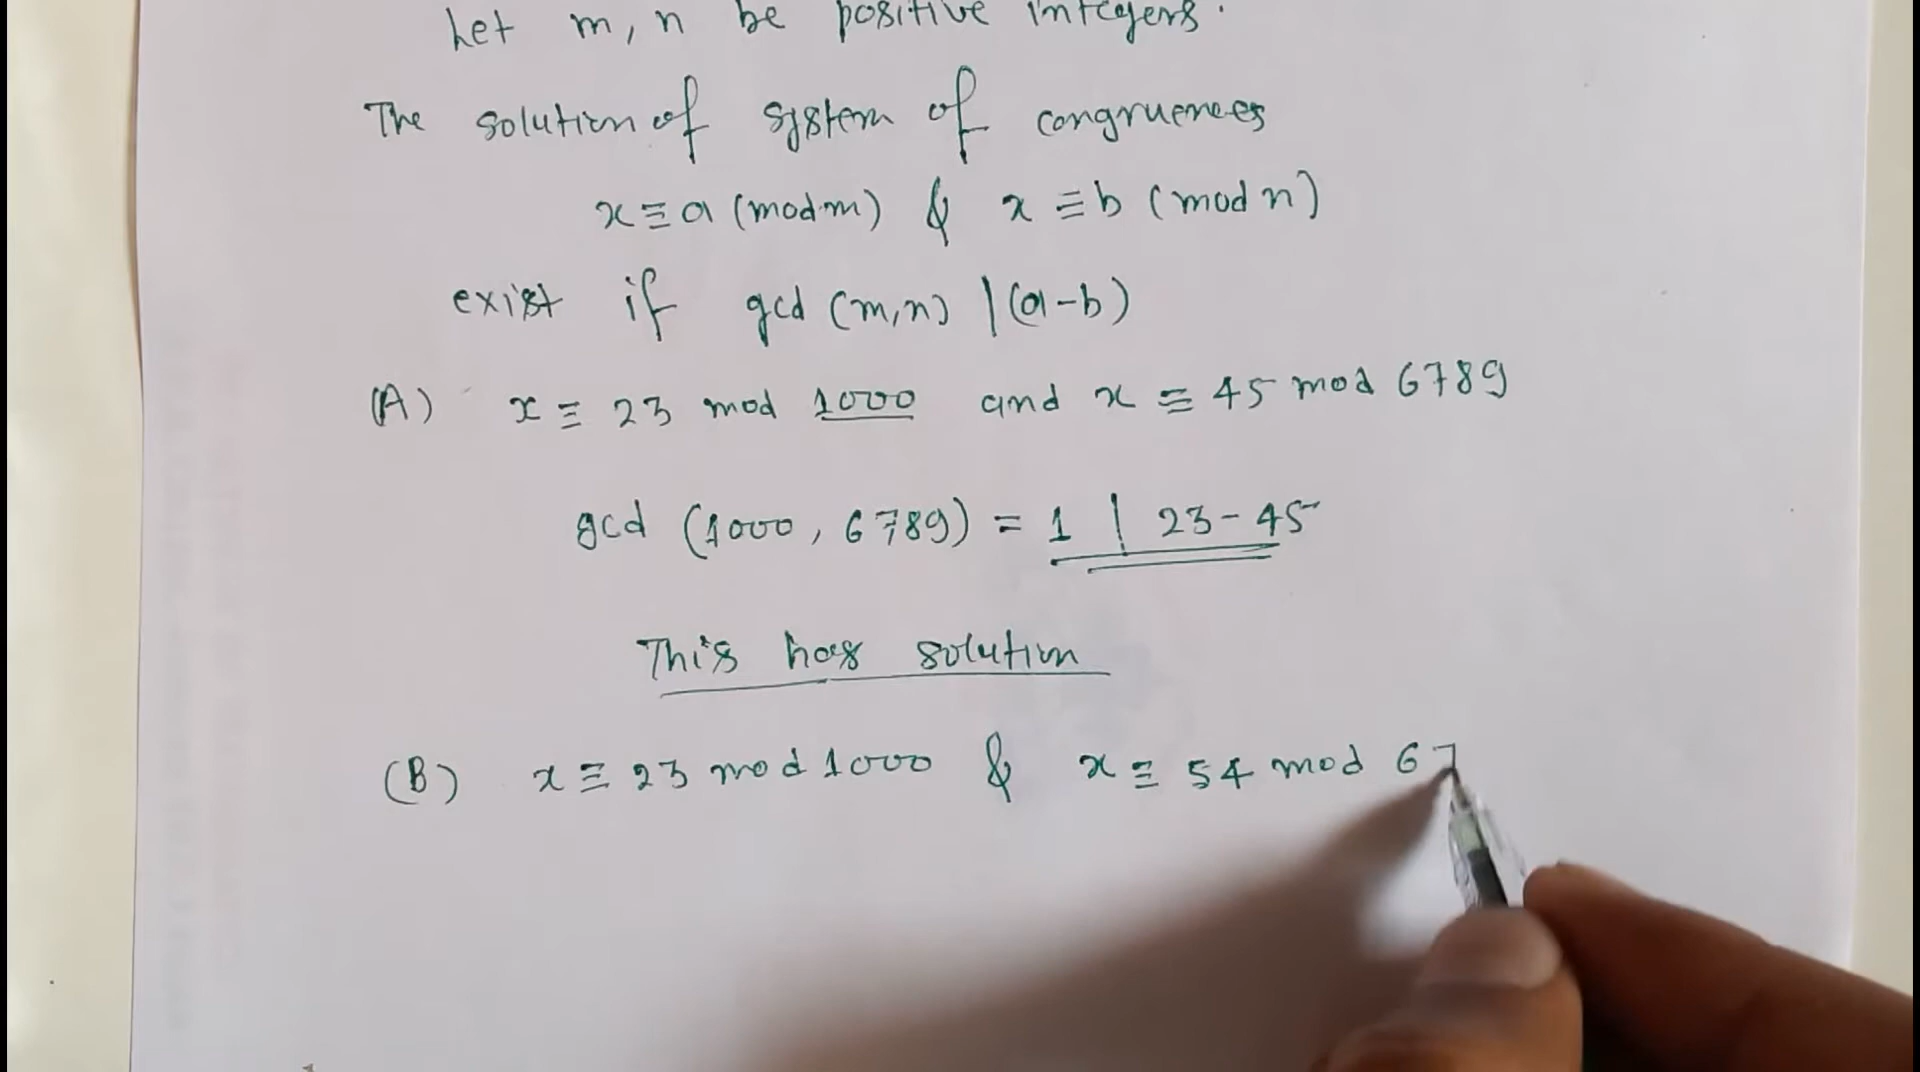 Let m, n be positive integers.
The solution of system of congruences
x ≡ a (mod m) & x ≡ b (mod n)
exist if gcd (m,n) | (a-b)
(A) x ≡ 23 mod 1000 and x ≡ 45 mod 6789
gcd (1000, 6789) = 1 | 23-45
This has solution
(B) x ≡ 23 mod 1000 & x ≡ 54 mod 67